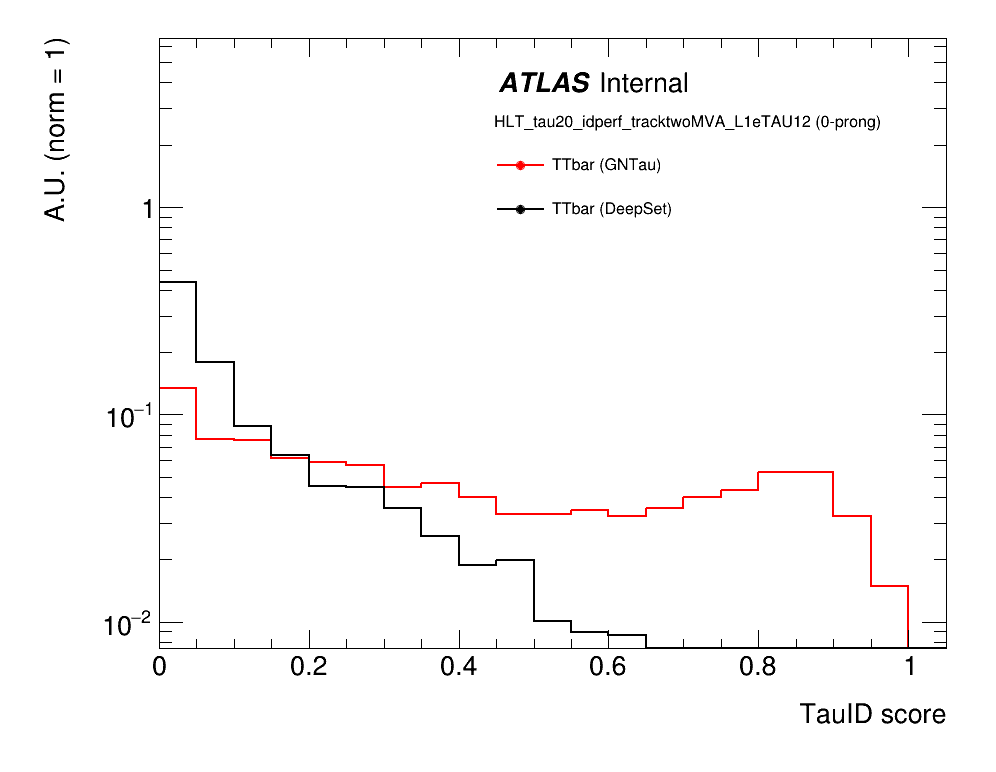 A.U. (norm = 1)
ATLAS Internal
HLT_tau20_idperf_tracktwoMVA_L1eTAU12 (0-prong)
TTbar (GNTau)
TTbar (DeepSet)
1
10⁻¹
10⁻²
0 0.2 0.4 0.6 0.8 1
TauID score